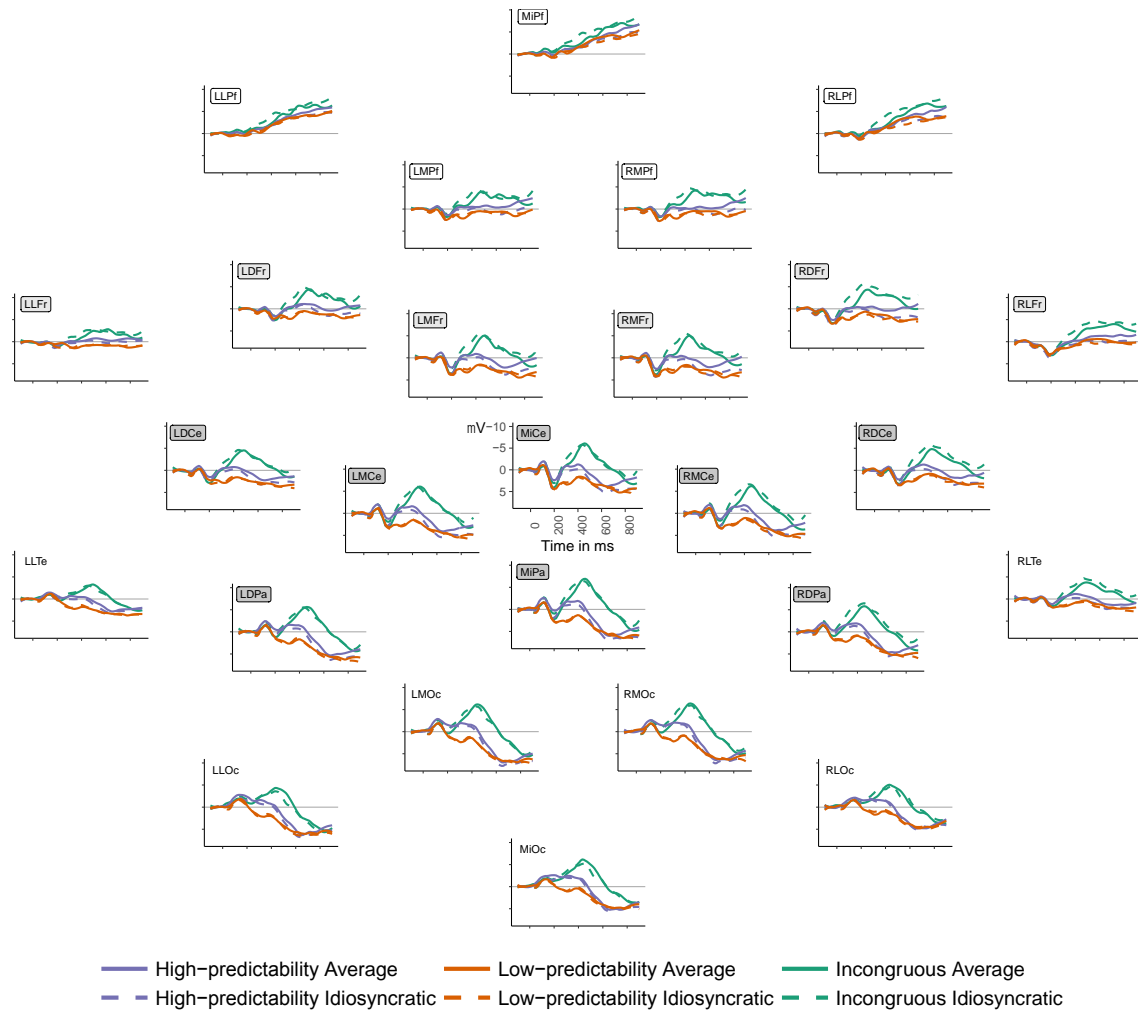 MiPf
LLPf
RLPf
LMPf
RMPf
LDFr
RDFr
LLFr
RLFr
LMFr
RMFr
LDCe
mV-10
MiCe
RDCe
-5
LMCe
0
RMCe
5
0 200 400 600 800
Time in ms
LLTe
RLTe
LDPa
MiPa
RDPa
LMOc
RMOc
LLOc
RLOc
MiOc
High−predictability Average
Low−predictability Average
Incongruous Average
High−predictability Idiosyncratic
Low−predictability Idiosyncratic
Incongruous Idiosyncratic